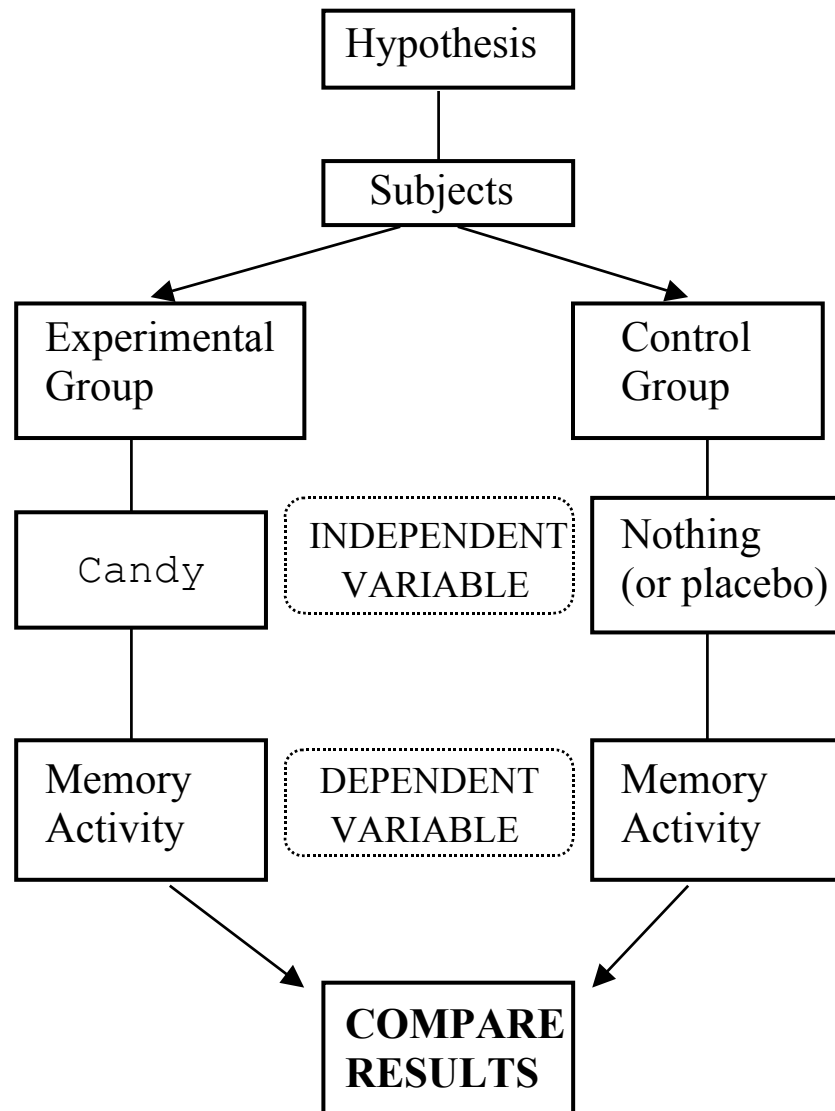 Hypothesis
Subjects
Experimental
Group
Control
Group
Candy
INDEPENDENT
VARIABLE
Nothing
(or placebo)
Memory
Activity
DEPENDENT
VARIABLE
Memory
Activity
COMPARE
RESULTS